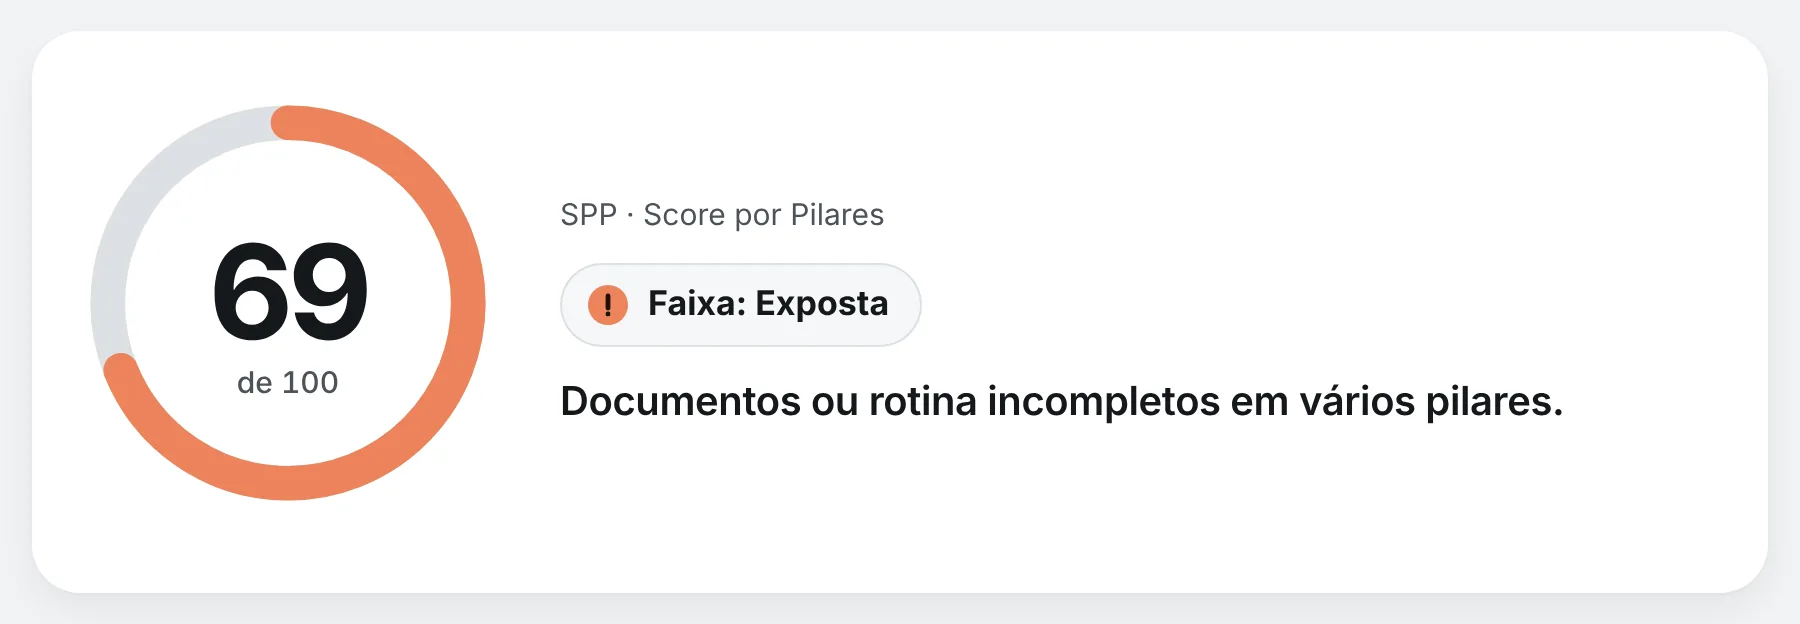 69
de 100
SPP · Score por Pilares
Faixa: Exposta
Documentos ou rotina incompletos em vários pilares.